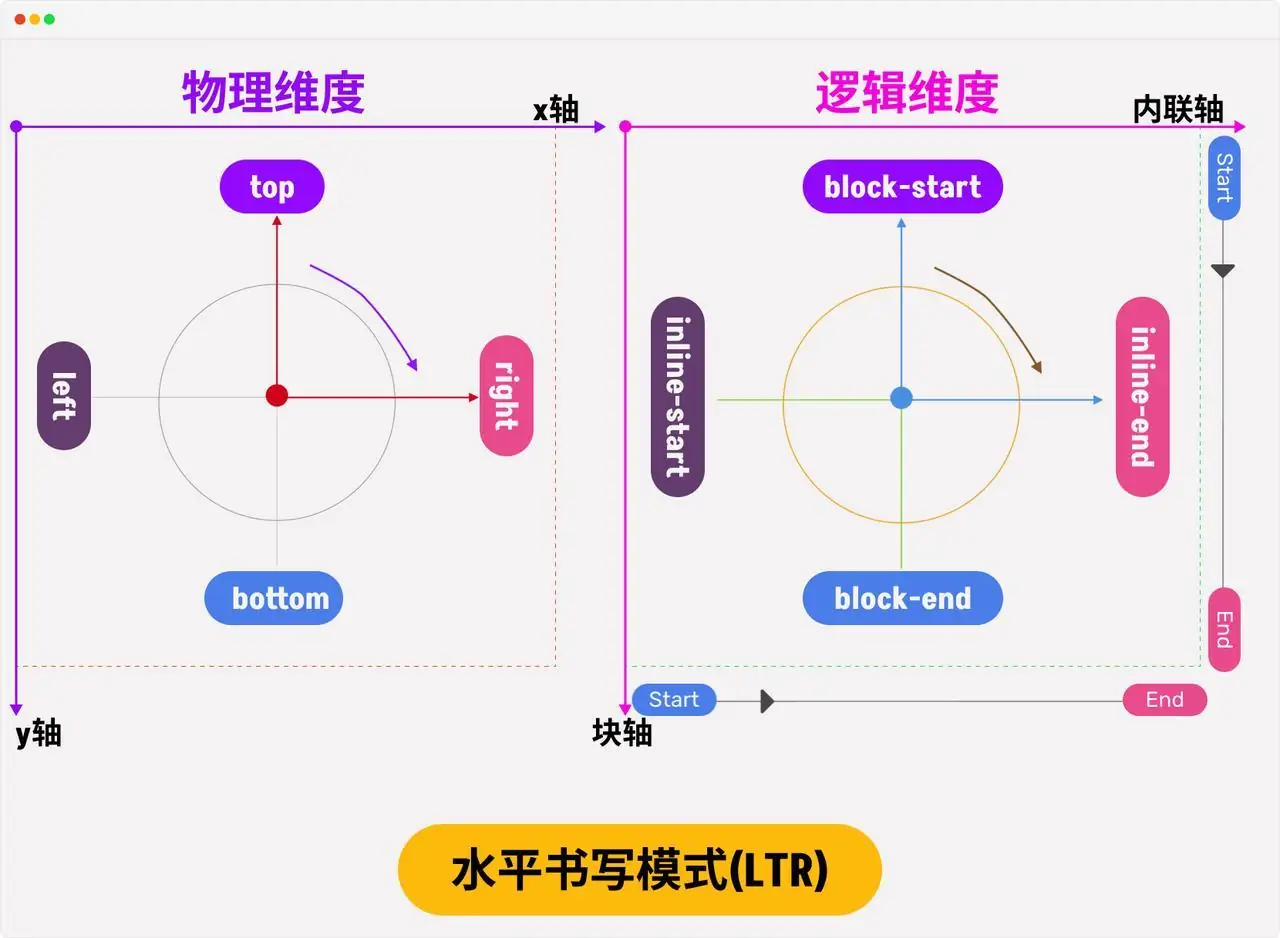 物理维度
x轴
top
left
right
bottom
y轴
逻辑维度
内联轴
block-start
inline-start
inline-end
block-end
Start
End
Start
End
块轴
水平书写模式(LTR)